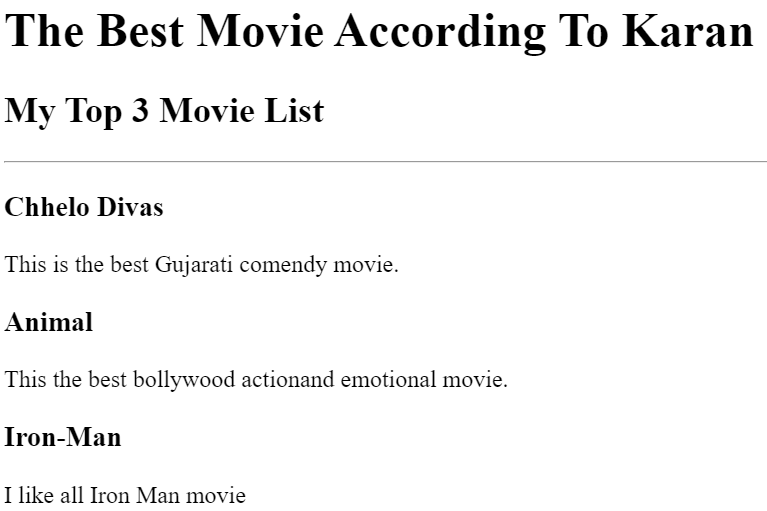 The Best Movie According To Karan
My Top 3 Movie List
Chhelo Divas
This is the best Gujarati comendy movie.
Animal
This the best bollywood actionand emotional movie.
Iron-Man
I like all Iron Man movie